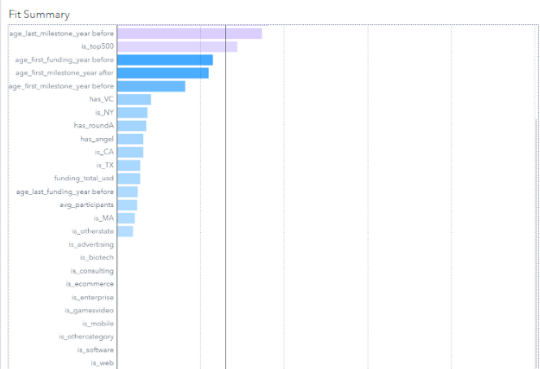 Fit Summary
age_last_milestone_year before
is_top500
age_first_funding_year before
age_first_milestone_year after
age_first_milestone_year before
has_VC
is_NY
has_roundA
has_angel
is_CA
is_TX
funding_total_usd
age_last_funding_year before
avg_participants
is_MA
is_otherstate
is_advertising
is_biotech
is_consulting
is_ecommerce
is_enterprise
is_gamesvideo
is_mobile
is_othercategory
is_software
is_web